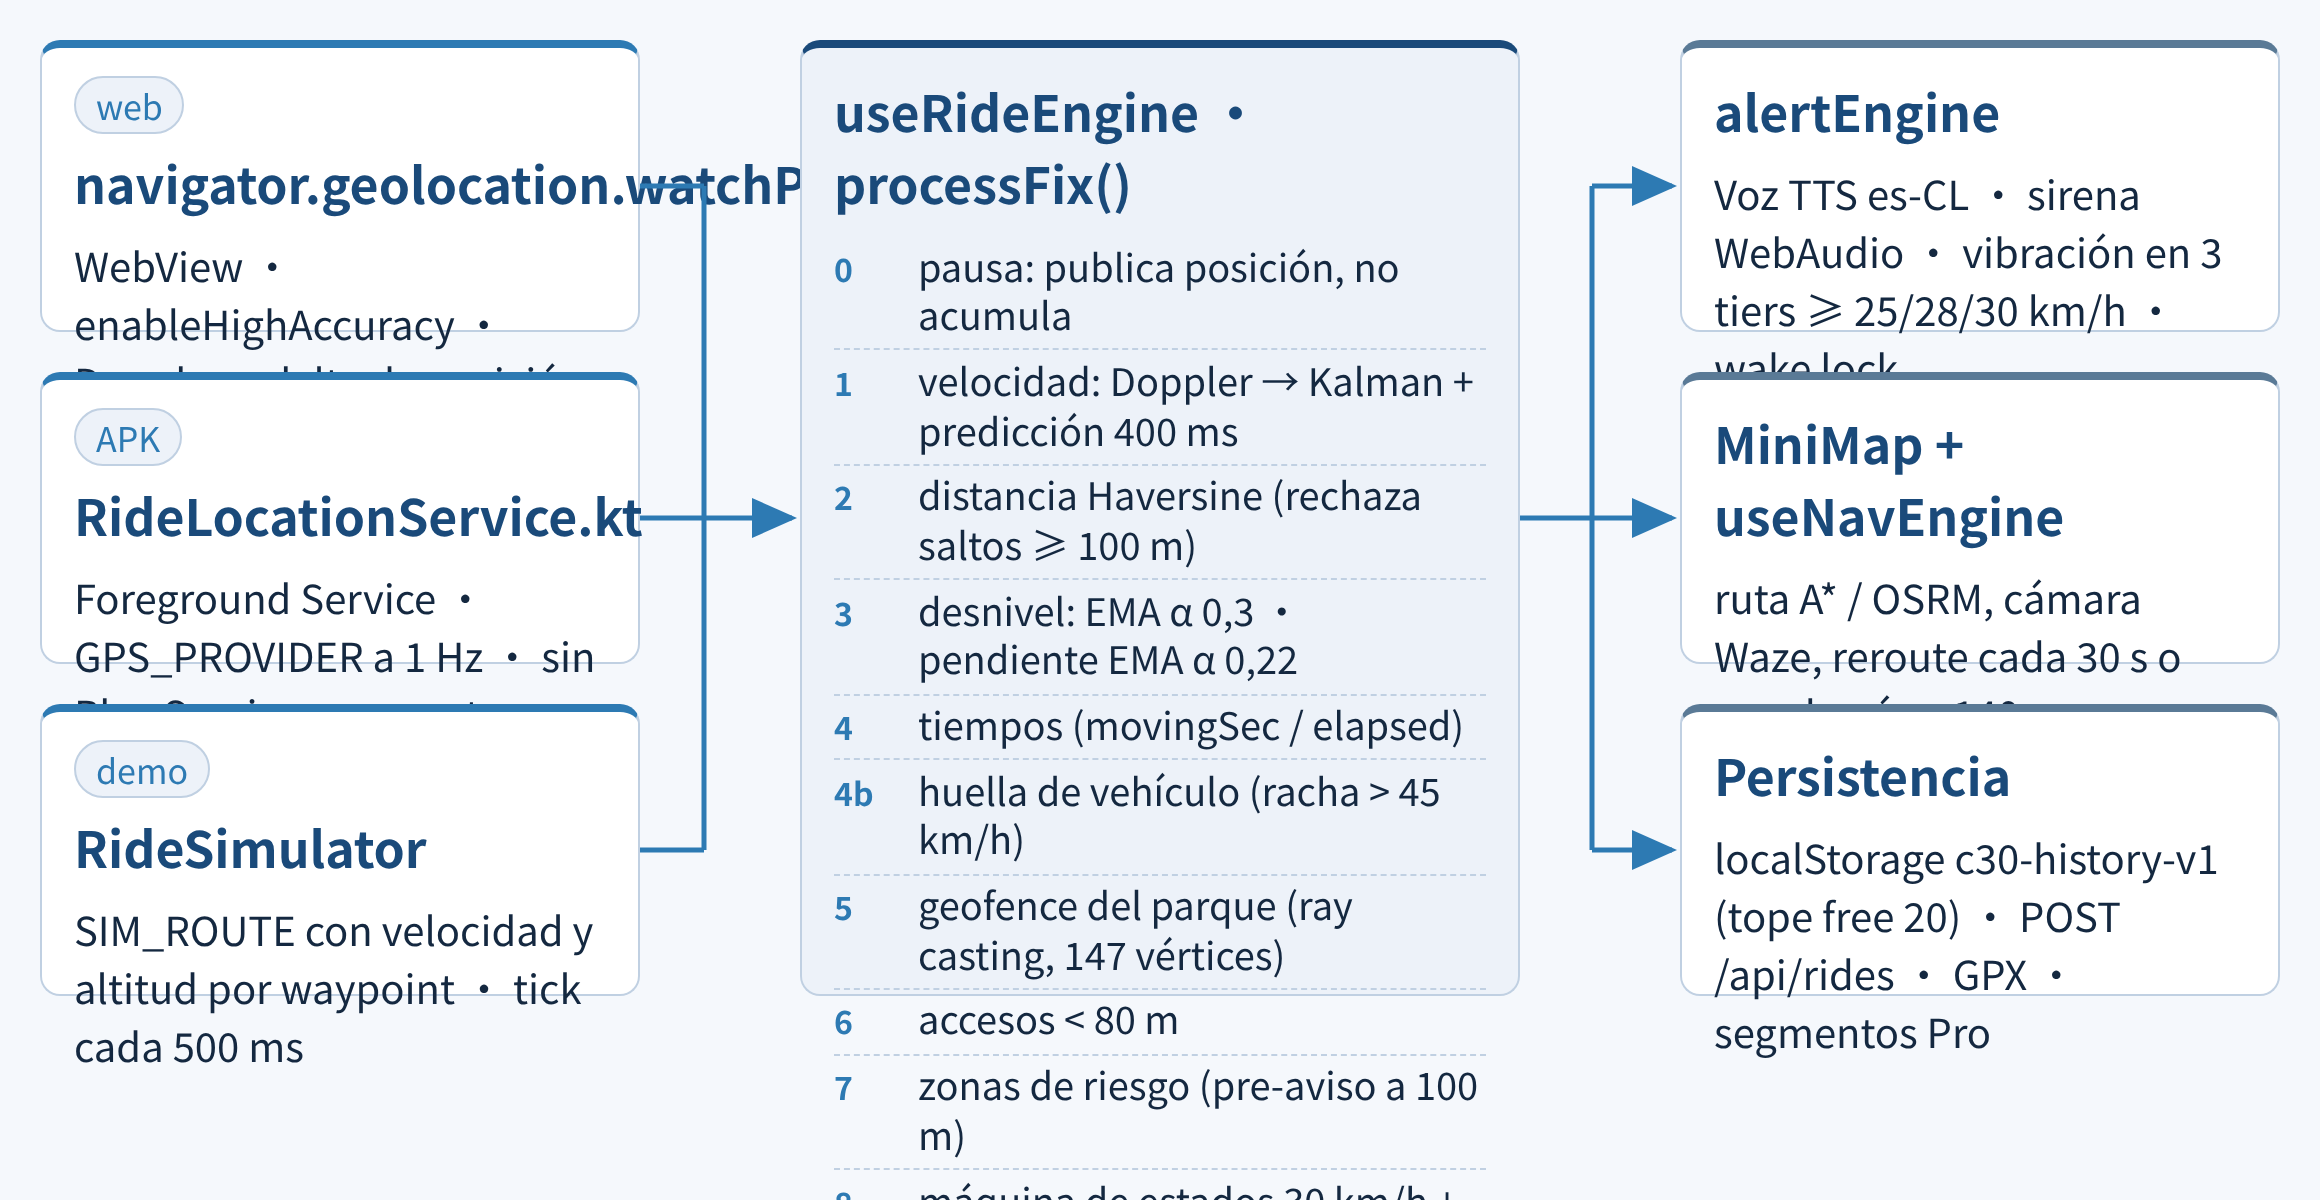 web
navigator.geolocation.watchP
WebView •
enableHighAccuracy •
APK
RideLocationService.kt
Foreground Service •
GPS_PROVIDER a 1 Hz • sin
demo
RideSimulator
SIM_ROUTE con velocidad y
altitud por waypoint • tick
cada 500 ms
useRideEngine •
processFix()
0 pausa: publica posición, no
acumula
1 velocidad: Doppler → Kalman +
predicción 400 ms
2 distancia Haversine (rechaza
saltos ⩾ 100 m)
3 desnivel: EMA α 0,3 •
pendiente EMA α 0,22
4 tiempos (movingSec / elapsed)
4b huella de vehículo (racha > 45
km/h)
5 geofence del parque (ray
casting, 147 vértices)
6 accesos < 80 m
7 zonas de riesgo (pre-aviso a 100
m)
8 máquina de estados 30 km/h +
alertEngine
Voz TTS es-CL • sirena
WebAudio • vibración en 3
tiers ⩾ 25/28/30 km/h •
wake lock
MiniMap +
useNavEngine
ruta A* / OSRM, cámara
Waze, reroute cada 30 s o
Persistencia
localStorage c30-history-v1
(tope free 20) • POST
/api/rides • GPX •
segmentos Pro